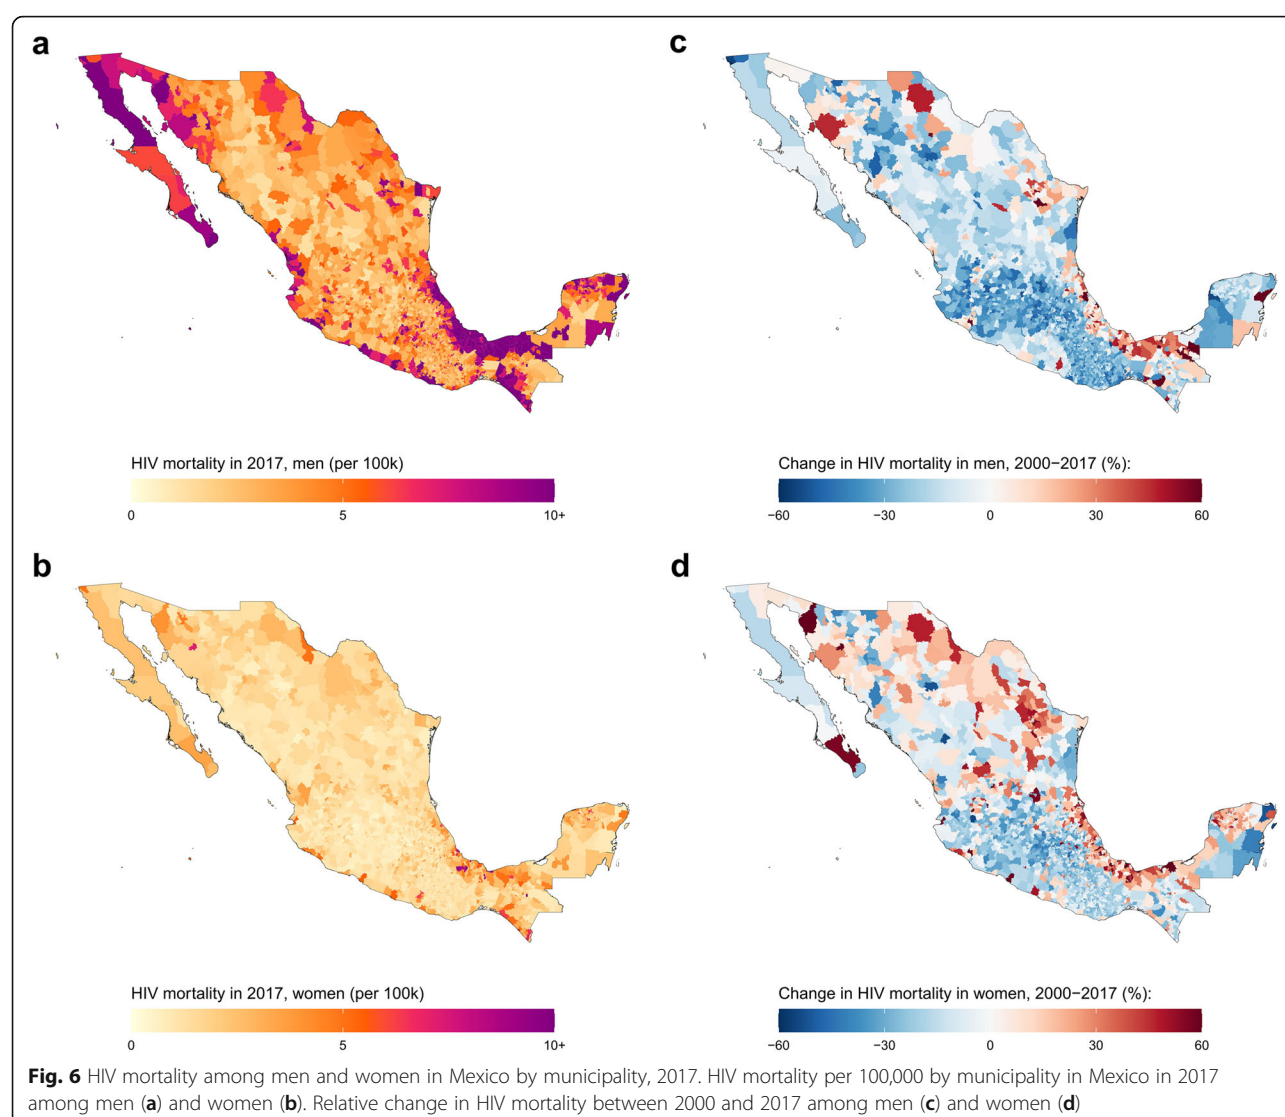 a
c
HIV mortality in 2017, men (per 100k)
0 5 10+
Change in HIV mortality in men, 2000−2017 (%):
−60 −30 0 30 60
b
d
HIV mortality in 2017, women (per 100k)
0 5 10+
Change in HIV mortality in women, 2000−2017 (%):
−60 −30 0 30 60
Fig. 6 HIV mortality among men and women in Mexico by municipality, 2017. HIV mortality per 100,000 by municipality in Mexico in 2017
among men (a) and women (b). Relative change in HIV mortality between 2000 and 2017 among men (c) and women (d)